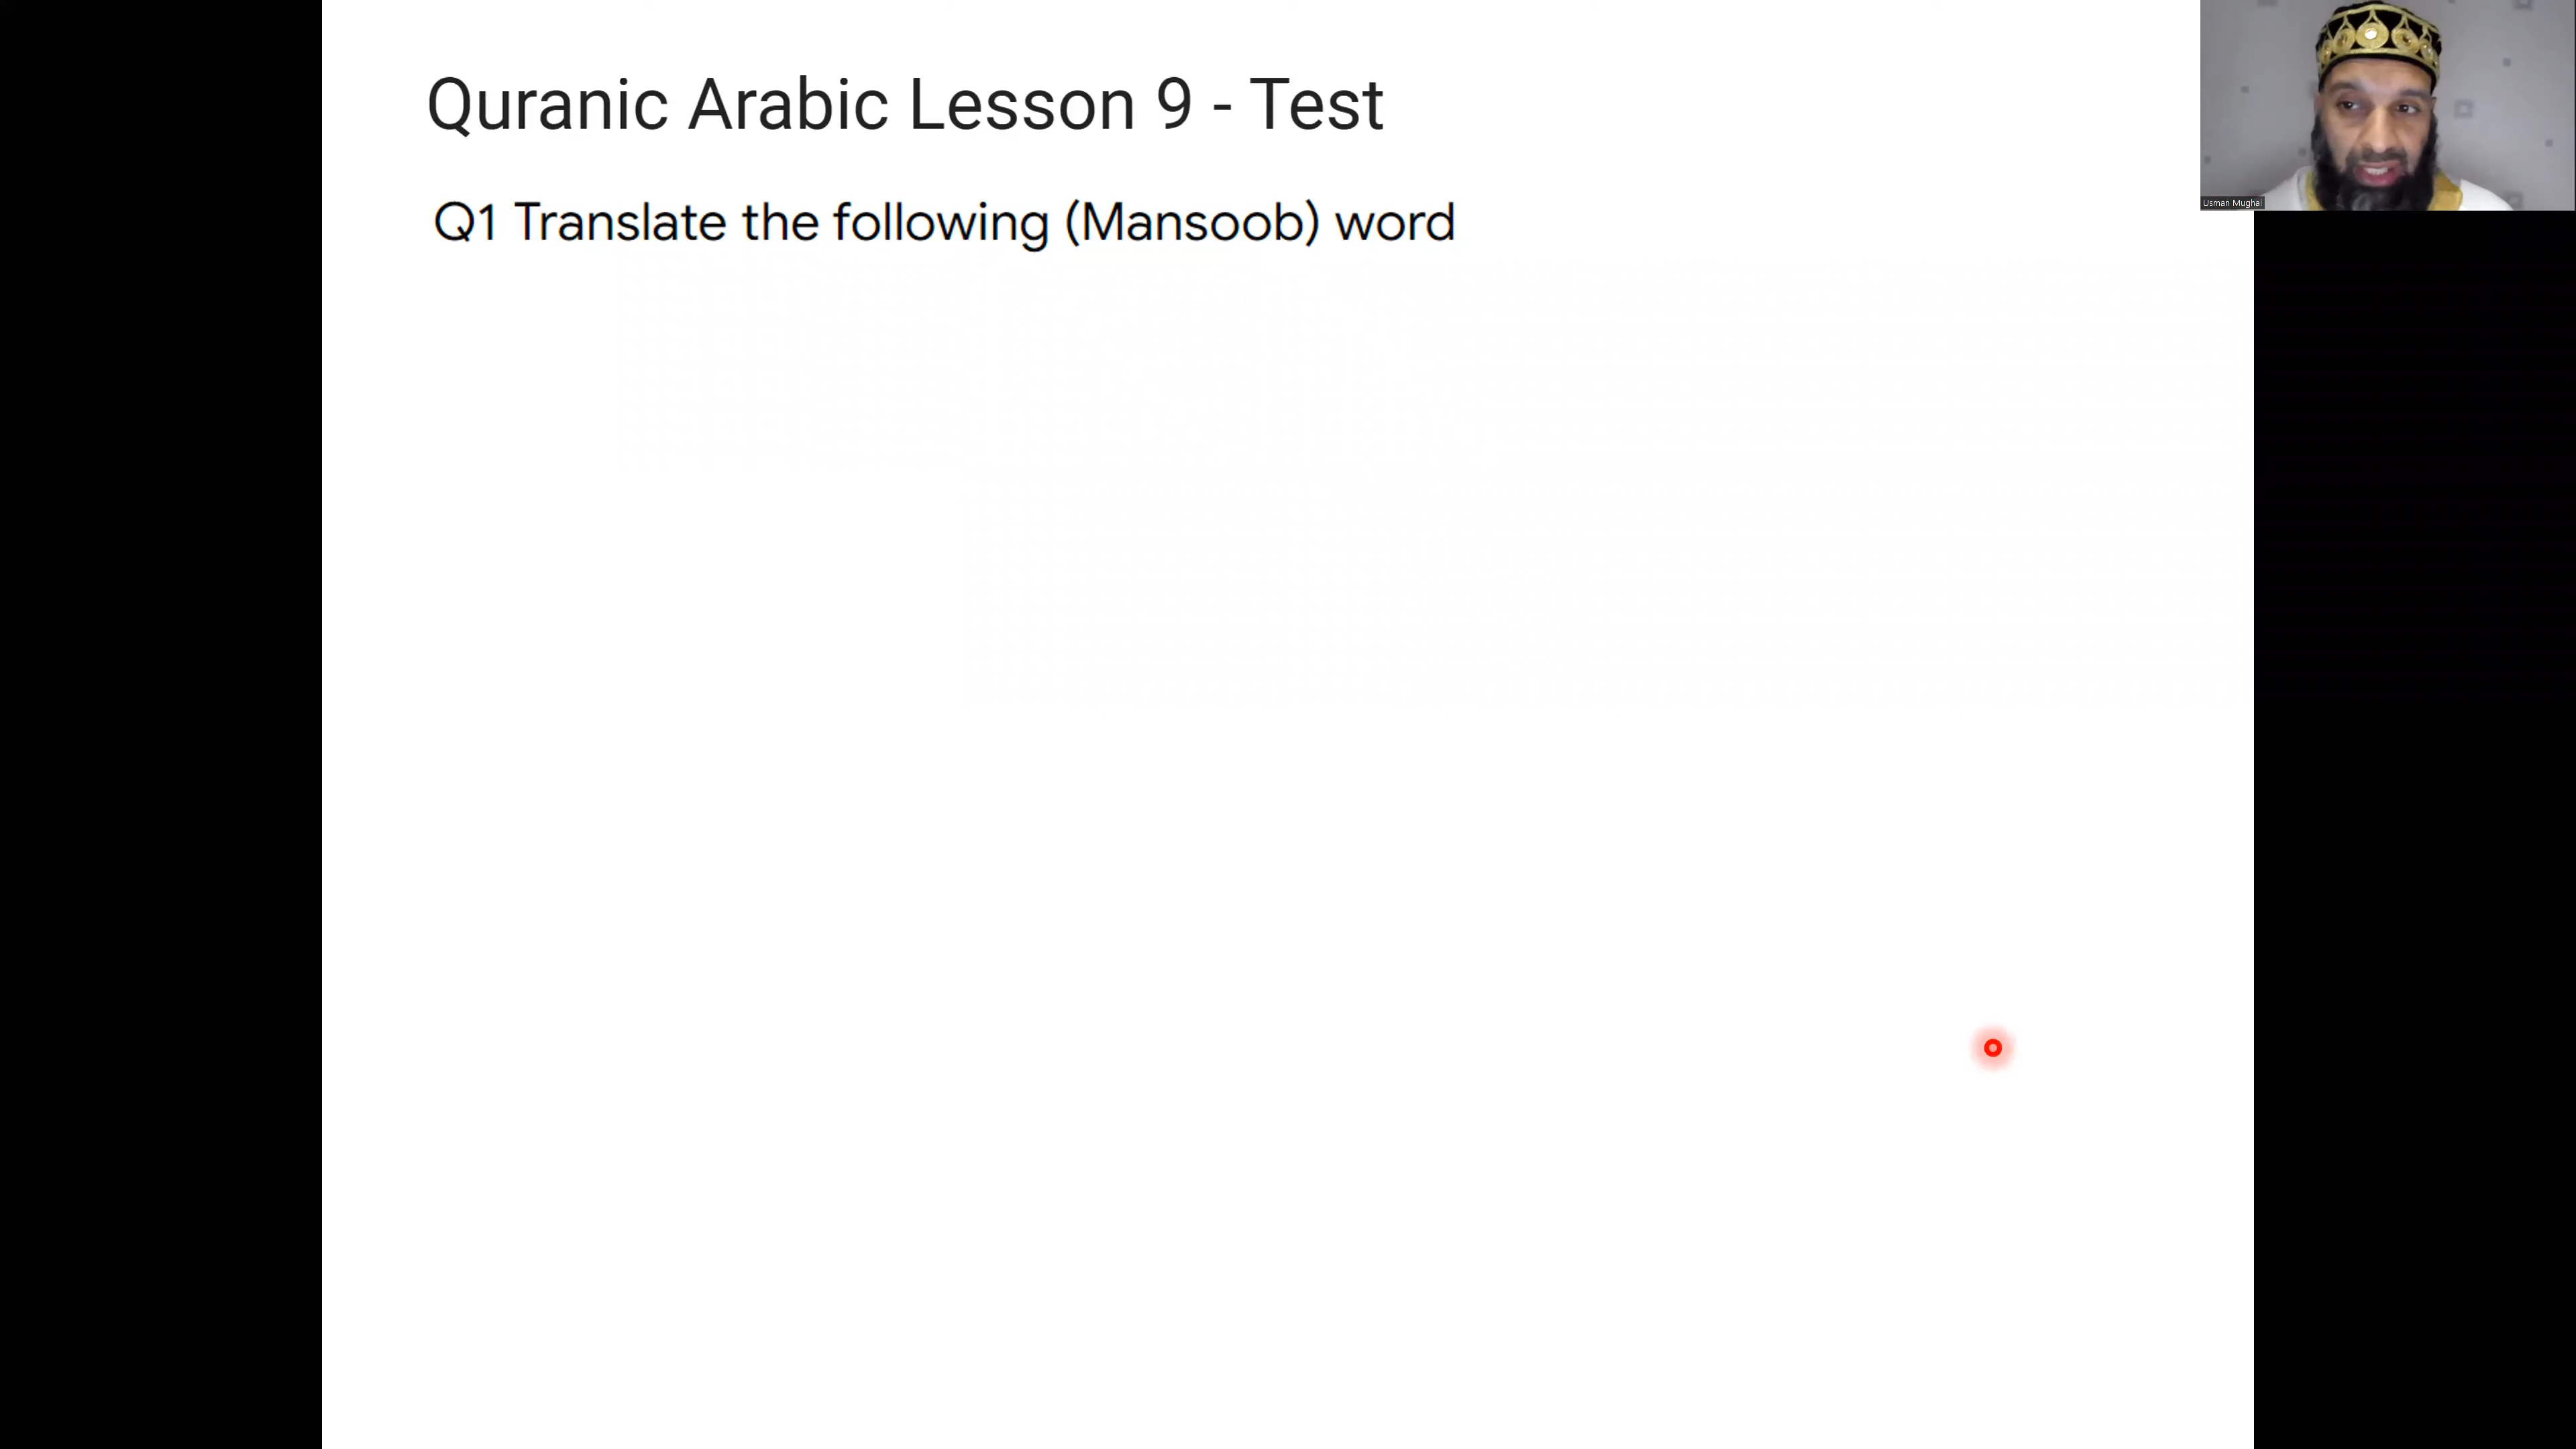 Quranic Arabic Lesson 9 - Test
Q1 Translate the following (Mansoob) word
Usman Mughal